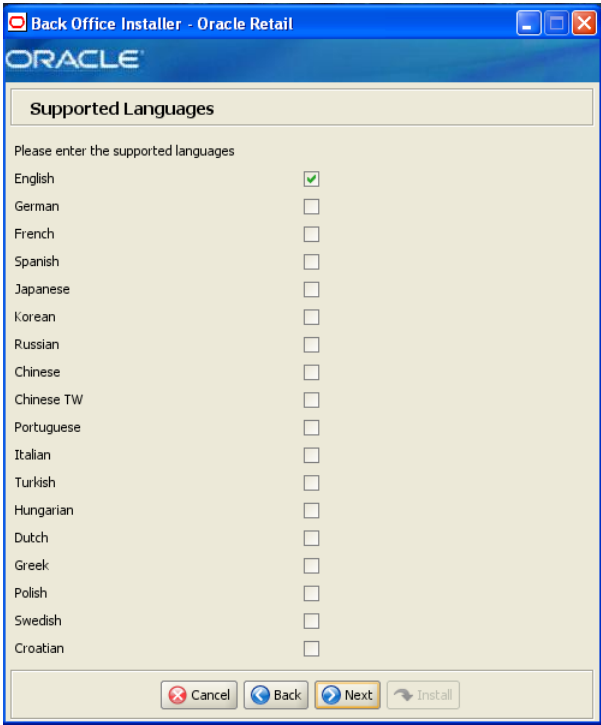 Back Office Installer - Oracle Retail
ORACLE
Supported Languages
Please enter the supported languages
English
German
French
Spanish
Japanese
Korean
Russian
Chinese
Chinese TW
Portuguese
Italian
Turkish
Hungarian
Dutch
Greek
Polish
Swedish
Croatian
Cancel Back Next Install